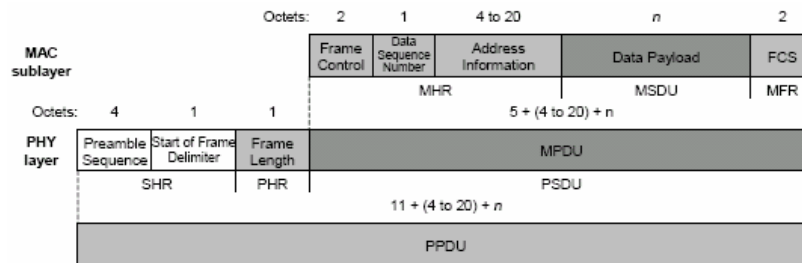 Octets: 2 1 4 to 20 n 2
MAC sublayer
Frame Control
Data Sequence Number
Address Information
Data Payload
FCS
MHR MSDU MFR
Octets: 4 1 1 5 + (4 to 20) + n
PHY layer
Preamble Sequence
Start of Frame Delimiter
Frame Length
MPDU
SHR PHR PSDU
11 + (4 to 20) + n
PPDU